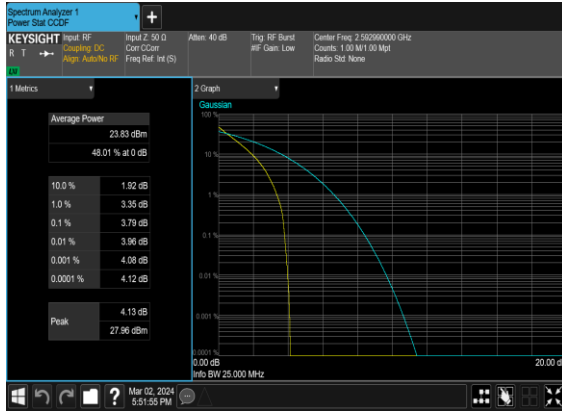 Spectrum Analyzer 1
Power Stat CCDF
KEYSIGHT
R T
LV
Input: RF
Coupling: DC
Align: Auto/No RF
Input Z: 50 Ω
Corr CCorr
Freq Ref: Int (S)
Atten: 40 dB
Trig: RF Burst
#IF Gain: Low
Center Freq: 2.592990000 GHz
Counts: 1.00 M/1.00 Mpt
Radio Std: None
1 Metrics
Average Power
23.83 dBm
48.01 % at 0 dB
10.0 % 1.92 dB
1.0 % 3.35 dB
0.1 % 3.79 dB
0.01 % 3.96 dB
0.001 % 4.08 dB
0.0001 % 4.12 dB
Peak
4.13 dB
27.96 dBm
2 Graph
Gaussian
100 %
10 %
1 %
0.1 %
0.01 %
0.001 %
0.0001 %
0.00 dB
20.00 d
Info BW 25.000 MHz
?
Mar 02, 2024
5:51:55 PM